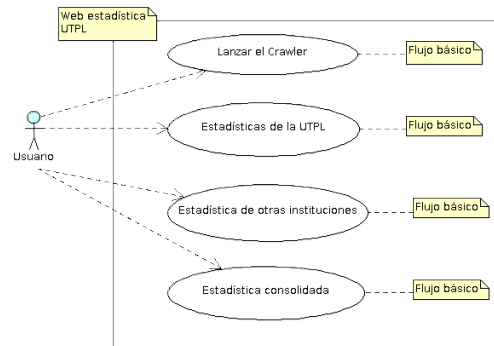 Web estadística
UTPL
Lanzar el Crawler
Flujo básico
Estadísticas de la UTPL
Flujo básico
Usuario
Estadística de otras instituciones
Flujo básico
Estadística consolidada
Flujo básico